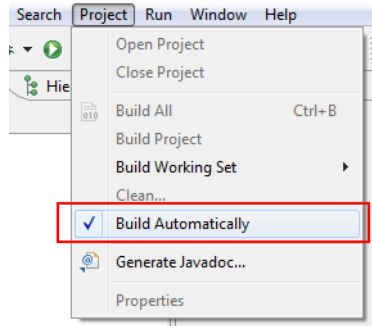 Search Project Run Window Help
Open Project
Close Project
Hie
Build All Ctrl+B
Build Project
Build Working Set
Clean...
Build Automatically
Generate Javadoc...
Properties